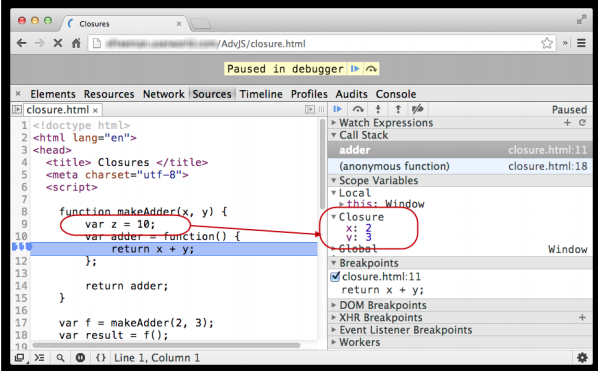 Closures
/AdvJS/closure.html
Paused in debugger
Elements Resources Network Sources Timeline Profiles Audits Console
closure.html
Paused
1 <!doctype html>
2 <html lang="en">
3 <head>
4 <title> Closures </title>
5 <meta charset="utf-8">
6 <script>
7
8 function makeAdder(x, y) {
9 var z = 10;
10 var adder = function() {
return x + y;
12 };
13
14 return adder;
15 }
16
17 var f = makeAdder(2, 3);
18 var result = f();
19
Watch Expressions
Call Stack
adder closure.html:11
(anonymous function) closure.html:18
Scope Variables
Local
this: Window
Closure
x: 2
y: 3
Global Window
Breakpoints
closure.html:11
return x + y;
DOM Breakpoints
XHR Breakpoints
Event Listener Breakpoints
Workers
{} Line 1, Column 1